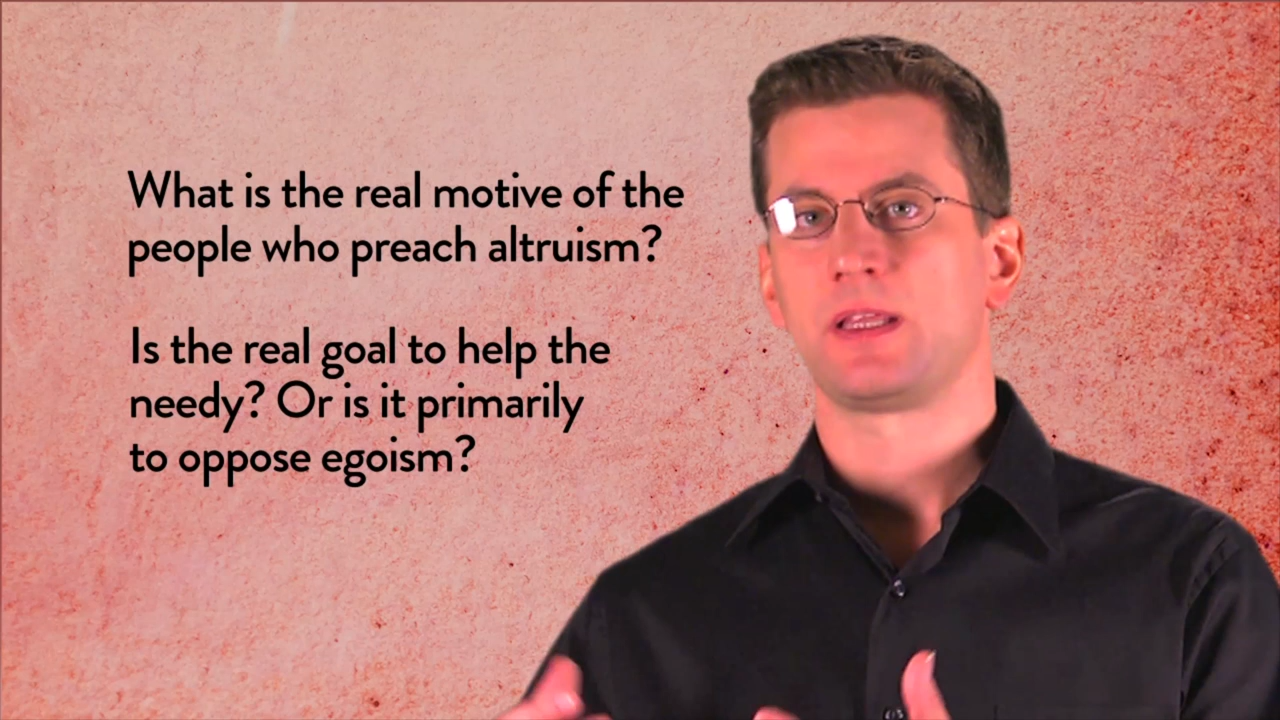 What is the real motive of the
people who preach altruism?
Is the real goal to help the
needy? Or is it primarily
to oppose egoism?